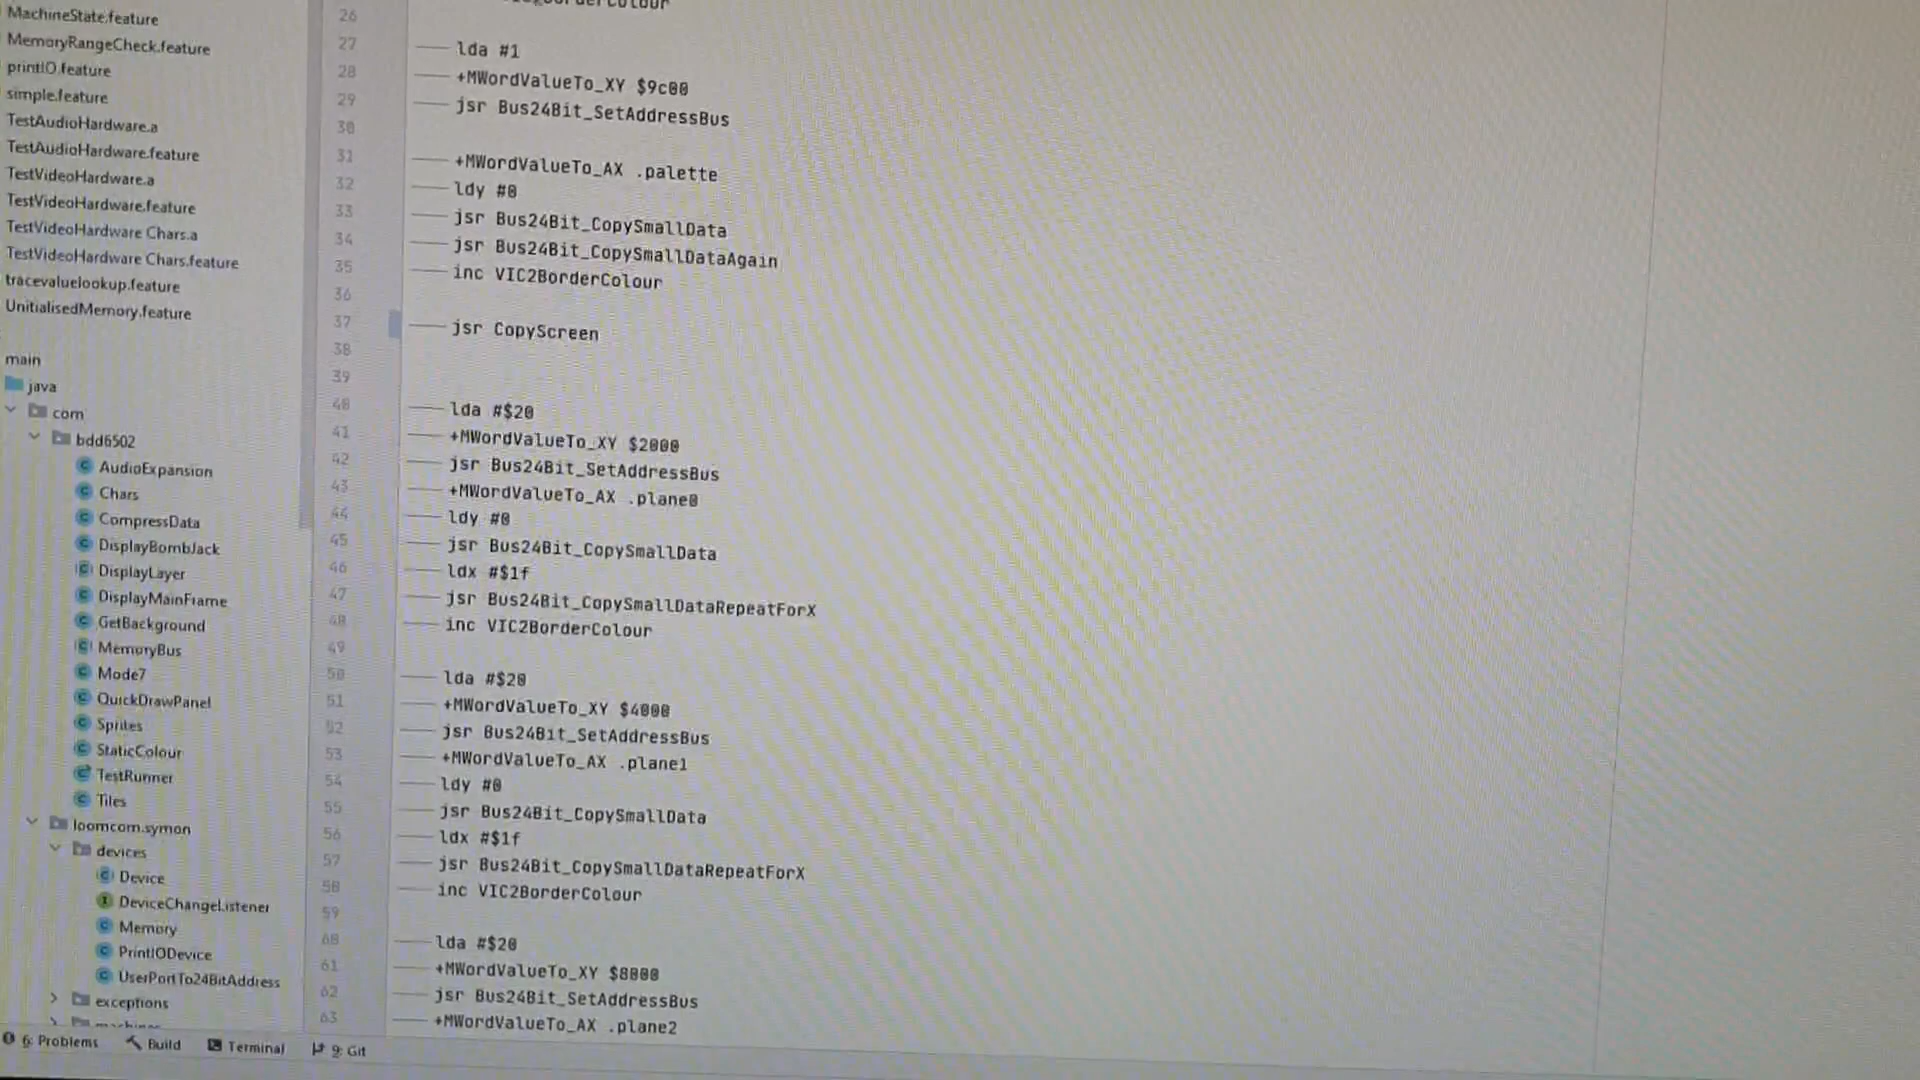 MachineState.feature
MemoryRangeCheck.feature
printIO.feature
simple.feature
TestAudioHardware.a
TestAudioHardware.feature
TestVideoHardware.a
TestVideoHardware.feature
TestVideoHardware Chars.a
TestVideoHardware Chars.feature
tracevaluelookup.feature
UnitialisedMemory.feature
main
java
com
bdd6502
AudioExpansion
Chars
CompressData
DisplayBombJack
DisplayLayer
DisplayMainFrame
GetBackground
MemoryBus
Mode7
QuickDrawPanel
Sprites
StaticColour
TestRunner
Tiles
loomcom.symon
devices
Device
DeviceChangeListener
Memory
PrintIODevice
UserPortTo24BitAddress
exceptions
26
27 lda #1
28 +MWordValueTo_XY $9c00
29 jsr Bus24Bit_SetAddressBus
30
31 +MWordValueTo_AX .palette
32 ldy #0
33 jsr Bus24Bit_CopySmallData
34 jsr Bus24Bit_CopySmallDataAgain
35 inc VIC2BorderColour
36
37 jsr CopyScreen
38
39
40 lda #$20
41 +MWordValueTo_XY $2000
42 jsr Bus24Bit_SetAddressBus
43 +MWordValueTo_AX .plane0
44 ldy #0
45 jsr Bus24Bit_CopySmallData
46 ldx #$1f
47 jsr Bus24Bit_CopySmallDataRepeatForX
48 inc VIC2BorderColour
49
50 lda #$20
51 +MWordValueTo_XY $4000
52 jsr Bus24Bit_SetAddressBus
53 +MWordValueTo_AX .plane1
54 ldy #0
55 jsr Bus24Bit_CopySmallData
56 ldx #$1f
57 jsr Bus24Bit_CopySmallDataRepeatForX
58 inc VIC2BorderColour
59
60 lda #$20
61 +MWordValueTo_XY $8000
62 jsr Bus24Bit_SetAddressBus
63 +MWordValueTo_AX .plane2
6: Problems Build Terminal 9: Git